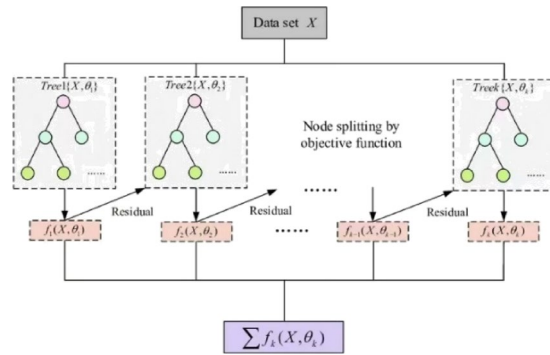 Data set X
Tree1{X,θ₁}
Tree2{X,θ₂}
Treek{X,θₖ}
Node splitting by
objective function
......
......
......
......
Residual
Residual
Residual
f₁(X,θ₁)
f₂(X,θ₂)
......
fₖ₋₁(X,θₖ₋₁)
fₖ(X,θₖ)
∑fₖ(X,θₖ)